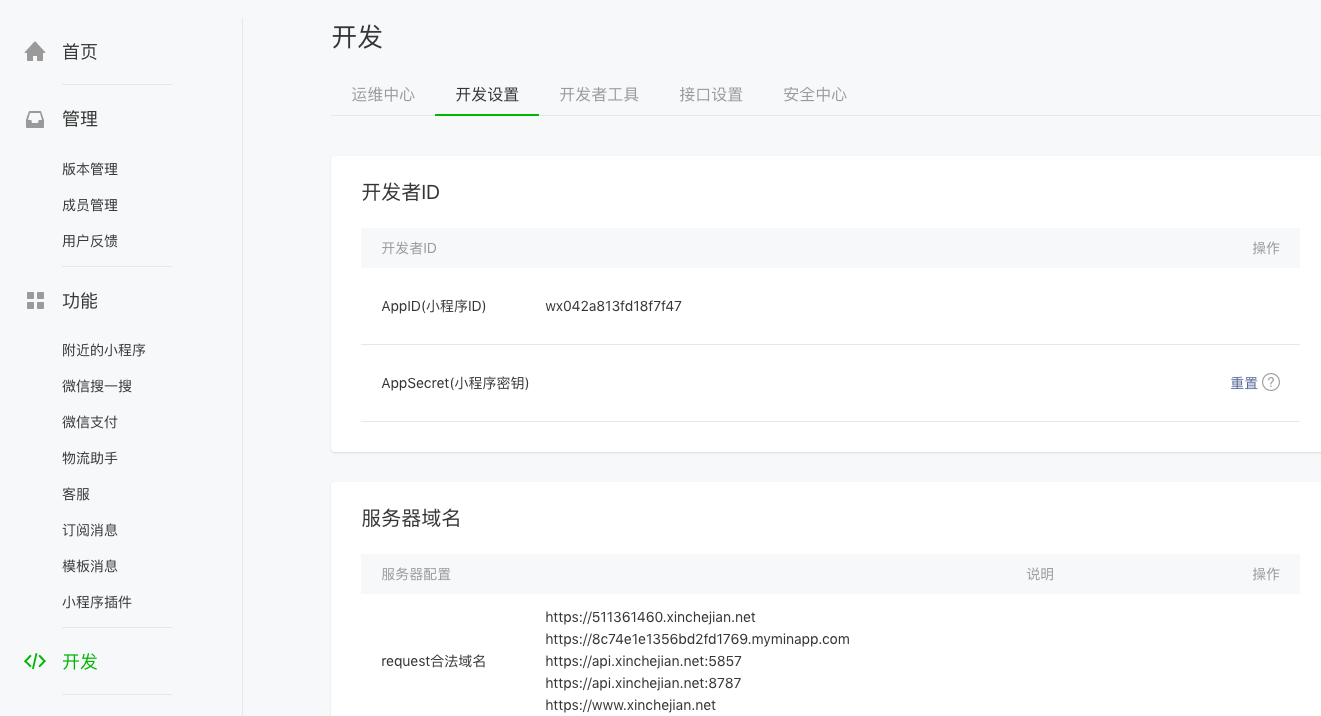 首页
管理
版本管理
成员管理
用户反馈
功能
附近的小程序
微信搜一搜
微信支付
物流助手
客服
订阅消息
模板消息
小程序插件
开发
开发
运维中心 开发设置 开发者工具 接口设置 安全中心
开发者ID
开发者ID 操作
AppID(小程序ID) wx042a813fd18f7f47
AppSecret(小程序密钥) 重置 ?
服务器域名
服务器配置 说明 操作
request合法域名
https://511361460.xinchejian.net
https://8c74e1e1356bd2fd1769.myminapp.com
https://api.xinchejian.net:5857
https://api.xinchejian.net:8787
https://www.xinchejian.net